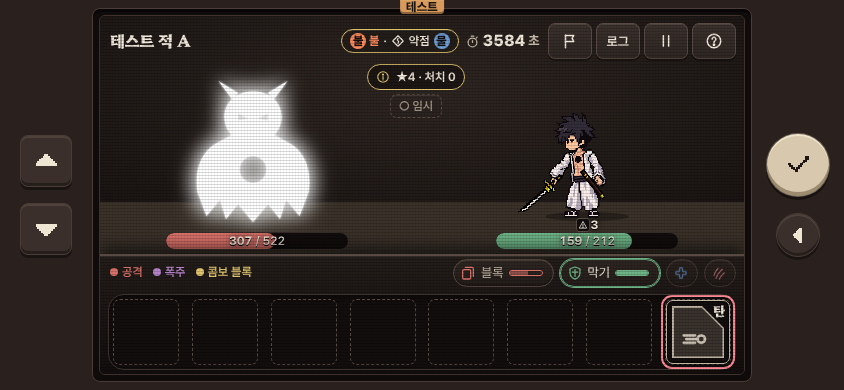 테스트
테스트 적 A
불 불 · 약점 물
3584 초
로그
★4 · 처치 0
임시
3
307 / 522
159 / 212
공격 폭주 콤보 블록
블록
막기
탄